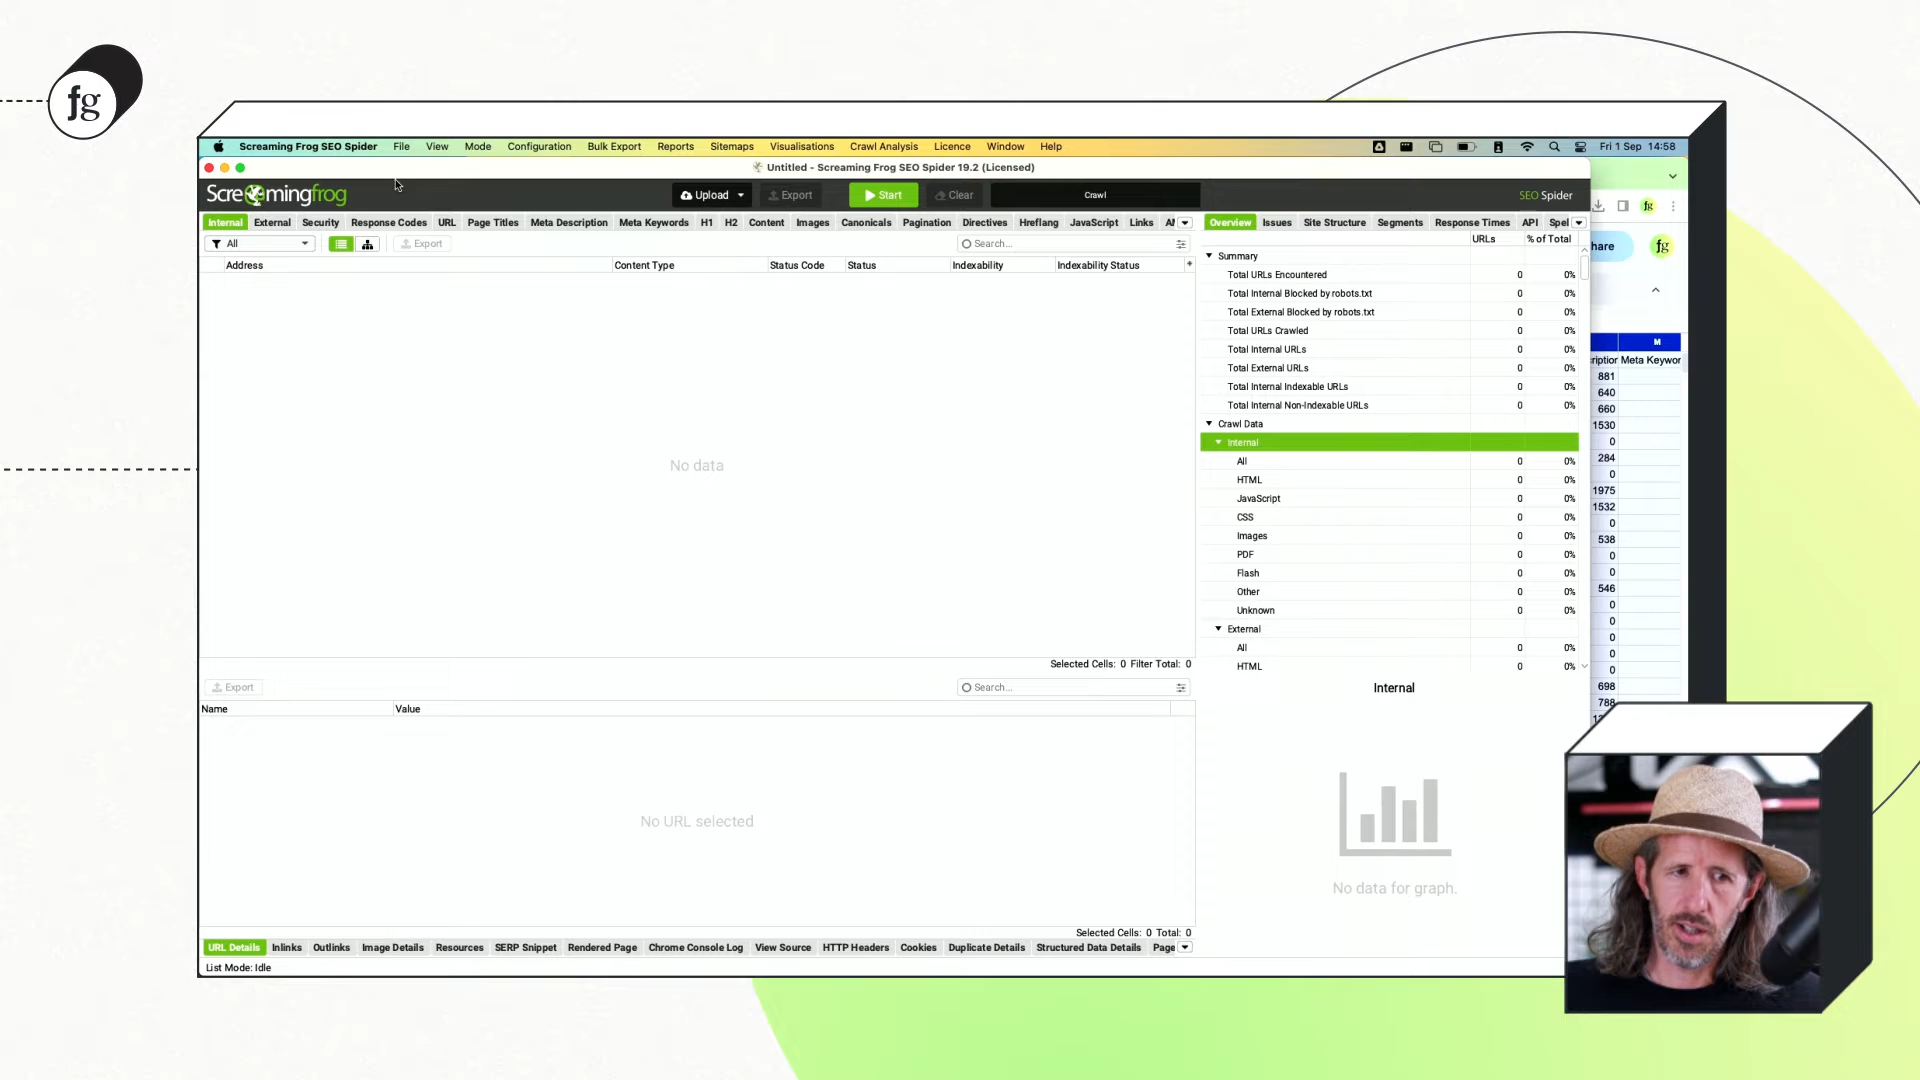 fg
Screaming Frog SEO Spider File View Mode Configuration Bulk Export Reports Sitemaps Visualisations Crawl Analysis Licence Window Help Fri 1 Sep 14:58
Untitled - Screaming Frog SEO Spider 19.2 (Licensed)
Screamingfrog Upload Export Start Clear Crawl SEO Spider
Internal External Security Response Codes URL Page Titles Meta Description Meta Keywords H1 H2 Content Images Canonicals Pagination Directives Hreflang JavaScript Links
Overview Issues Site Structure Segments Response Times API Spel
All Export Search...
URLs % of Total
Address Content Type Status Code Status Indexability Indexability Status +
Summary
Total URLs Encountered 0 0%
Total Internal Blocked by robots.txt 0 0%
Total External Blocked by robots.txt 0 0%
Total URLs Crawled 0 0%
Total Internal URLs 0 0%
Total External URLs 0 0%
Total Internal Indexable URLs 0 0%
Total Internal Non-Indexable URLs 0 0%
Crawl Data
Internal
All 0 0%
HTML 0 0%
JavaScript 0 0%
CSS 0 0%
Images 0 0%
PDF 0 0%
Flash 0 0%
Other 0 0%
Unknown 0 0%
External
All 0 0%
HTML 0 0%
No data
Selected Cells: 0 Filter Total: 0
Export Search...
Name Value
No URL selected
Selected Cells: 0 Total: 0
URL Details Inlinks Outlinks Image Details Resources SERP Snippet Rendered Page Chrome Console Log View Source HTTP Headers Cookies Duplicate Details Structured Data Details Page
List Mode: Idle
Internal
No data for graph.
fg
hare fg
M
riptior Meta Keywor
881
640
660
1530
0
284
0
1975
1532
0
538
0
0
546
0
0
0
0
0
698
788